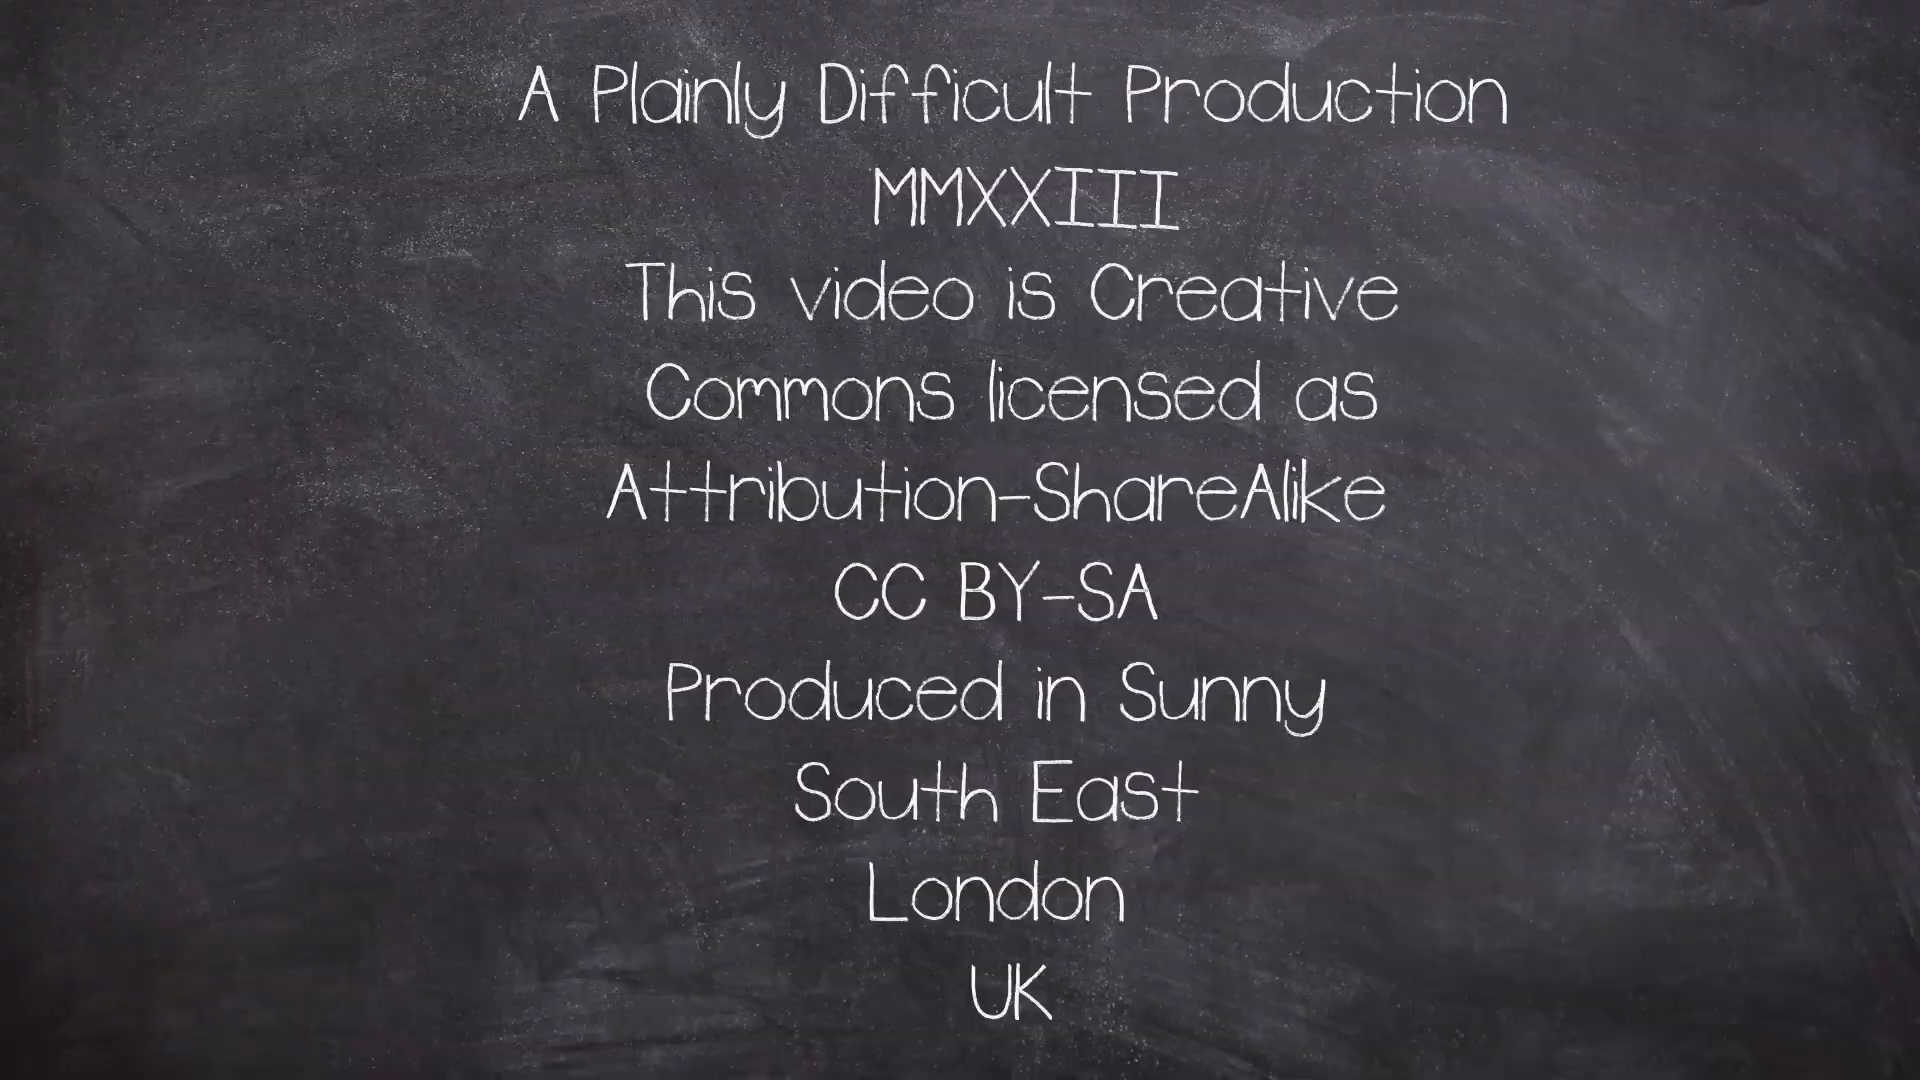 A Plainly Difficult Production
MMXXIII
This video is Creative
Commons licensed as
Attribution-ShareAlike
CC BY-SA
Produced in Sunny
South East
London
UK